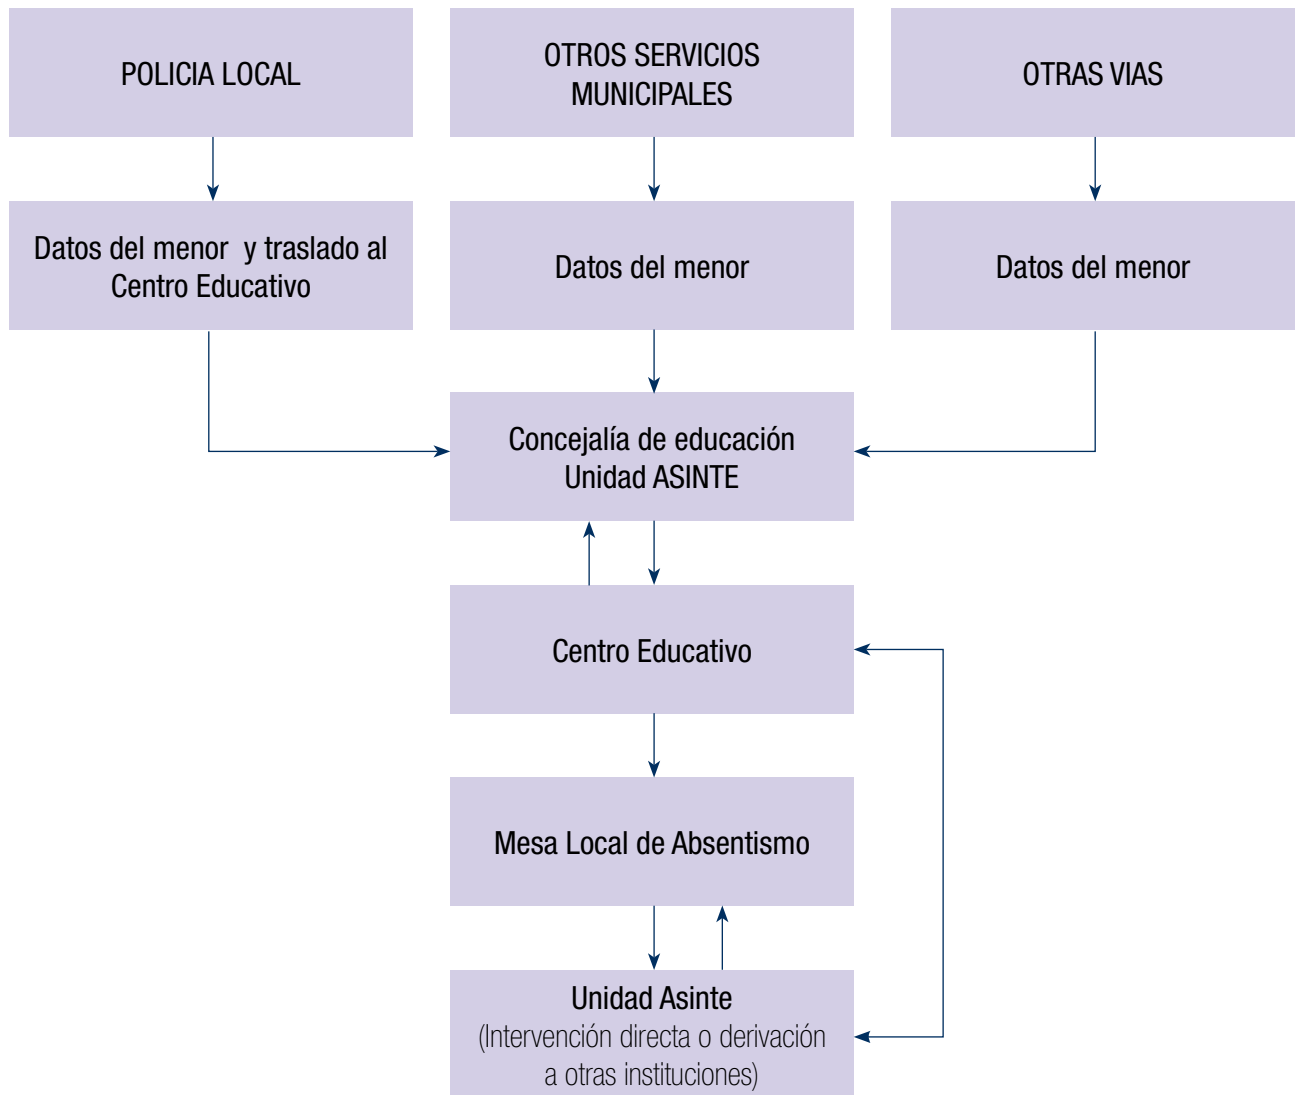 POLICIA LOCAL
OTROS SERVICIOS
MUNICIPALES
OTRAS VIAS
Datos del menor  y traslado al
Centro Educativo
Datos del menor
Datos del menor
Concejalía de educación
Unidad ASINTE
Centro Educativo
Mesa Local de Absentismo
Unidad Asinte
(Intervención directa o derivación
a otras instituciones)